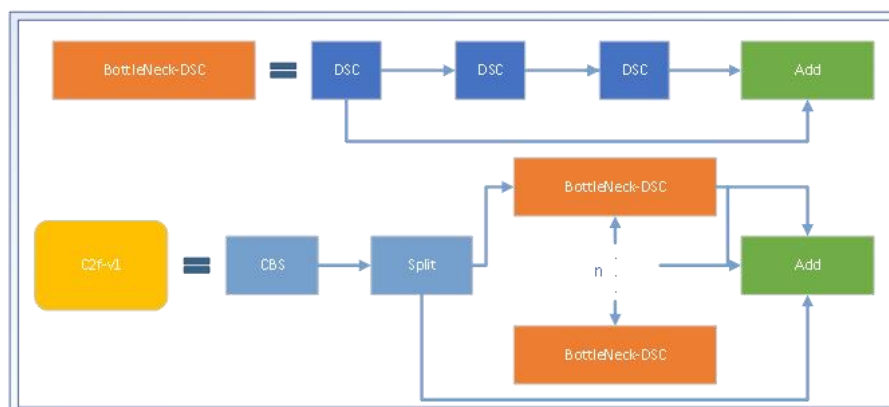 BottleNeck-DSC
DSC
DSC
DSC
Add
BottleNeck-DSC
C2f-v1
CBS
Split
n
Add
BottleNeck-DSC